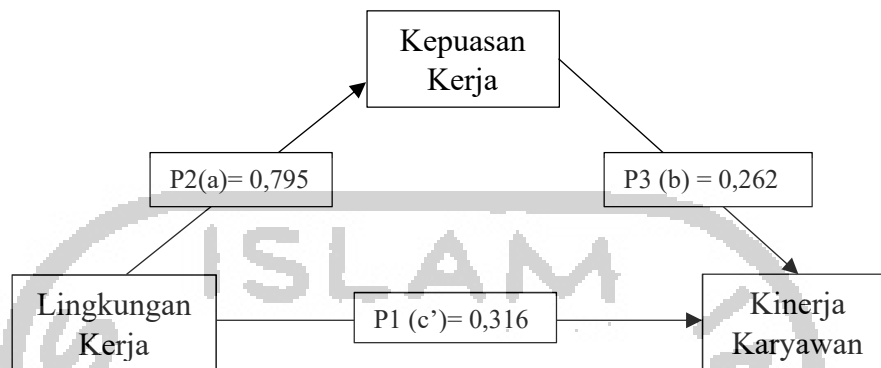 Kepuasan
Kerja
P2(a)= 0,795
P3 (b) = 0,262
ISLAM
Lingkungan
Kerja
P1 (c’)= 0,316
Kinerja
Karyawan